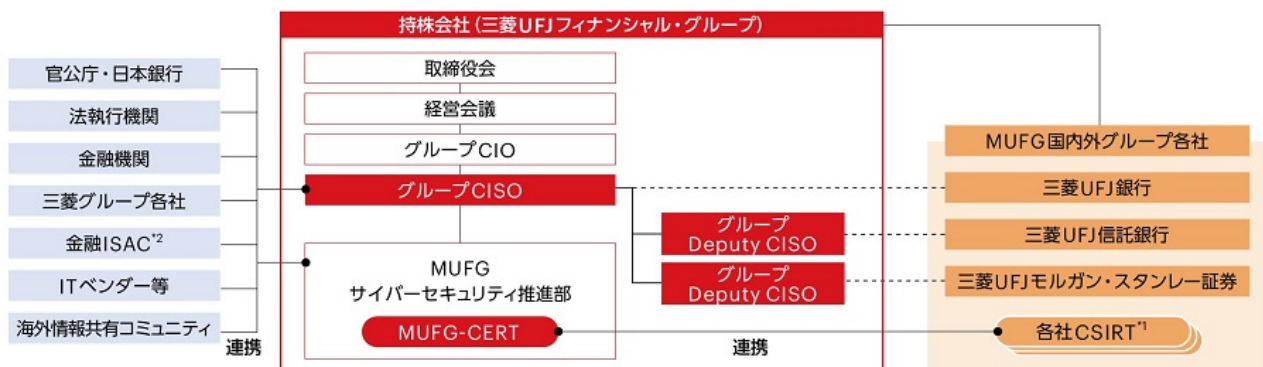 持株会社(三菱UFJフィナンシャル・グループ)
官公庁・日本銀行
法執行機関
金融機関
三菱グループ各社
金融ISAC*2
ITベンダー等
海外情報共有コミュニティ
連携
取締役会
経営会議
グループCIO
グループCISO
MUFG
サイバーセキュリティ推進部
MUFG-CERT
グループ
Deputy CISO
グループ
Deputy CISO
連携
MUFG国内外グループ各社
三菱UFJ銀行
三菱UFJ信託銀行
三菱UFJモルガン・スタンレー証券
各社CSIRT*1